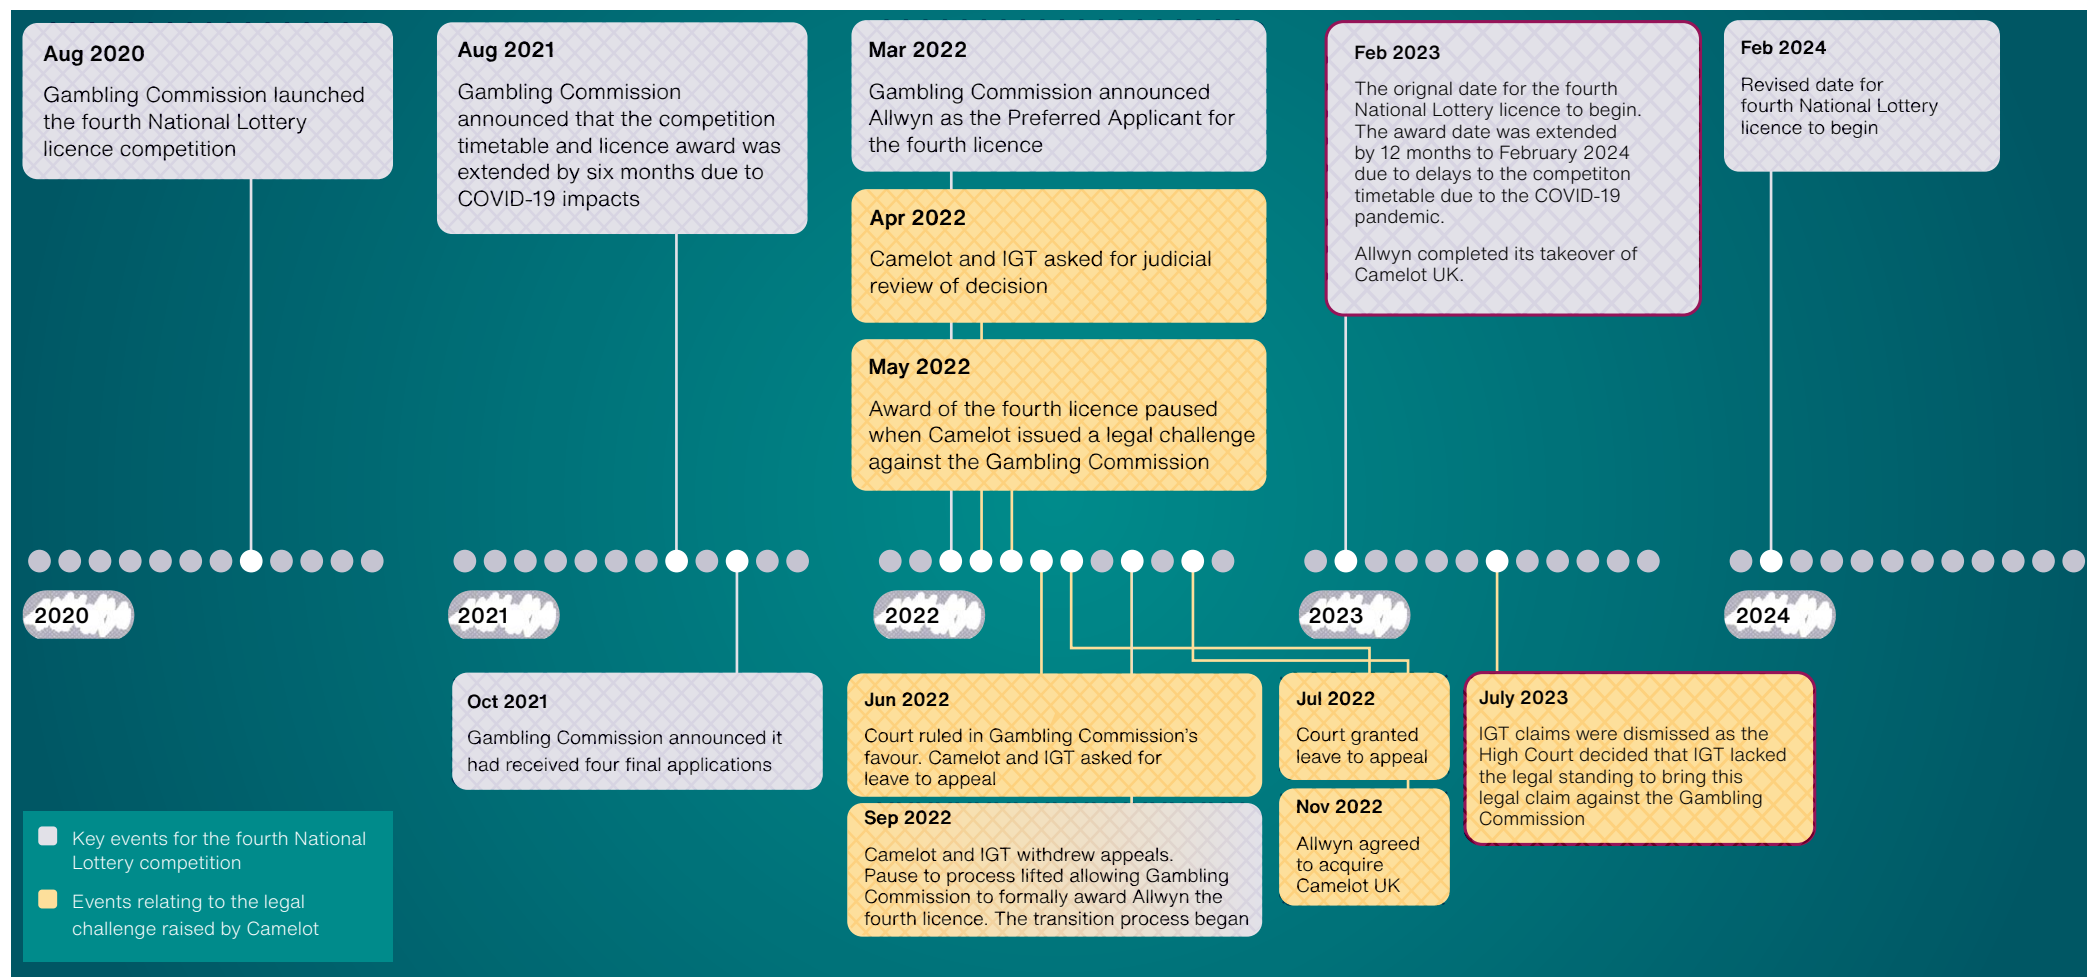 Aug 2020
Gambling Commission launched
the fourth National Lottery
licence competition
Aug 2021
Gambling Commission
announced that the competition
timetable and licence award was
extended by six months due to
COVID-19 impacts
Mar 2022
Gambling Commission announced
Allwyn as the Preferred Applicant for
the fourth licence
Apr 2022
Camelot and IGT asked for judicial
review of decision
May 2022
Award of the fourth licence paused
when Camelot issued a legal challenge
against the Gambling Commission
Feb 2023
The orignal date for the fourth
National Lottery licence to begin.
The award date was extended
by 12 months to February 2024
due to delays to the competiton
timetable due to the COVID-19
pandemic.
Allwyn completed its takeover of
Camelot UK.
Feb 2024
Revised date for
fourth National Lottery
licence to begin
2020
2021
2022
2023
2024
Oct 2021
Gambling Commission announced it
had received four final applications
Jun 2022
Court ruled in Gambling Commission's
favour. Camelot and IGT asked for
leave to appeal
Sep 2022
Camelot and IGT withdrew appeals.
Pause to process lifted allowing Gambling
Commission to formally award Allwyn the
fourth licence. The transition process began
Jul 2022
Court granted
leave to appeal
Nov 2022
Allwyn agreed
to acquire
Camelot UK
July 2023
IGT claims were dismissed as the
High Court decided that IGT lacked
the legal standing to bring this
legal claim against the Gambling
Commission
Key events for the fourth National
Lottery competition
Events relating to the legal
challenge raised by Camelot